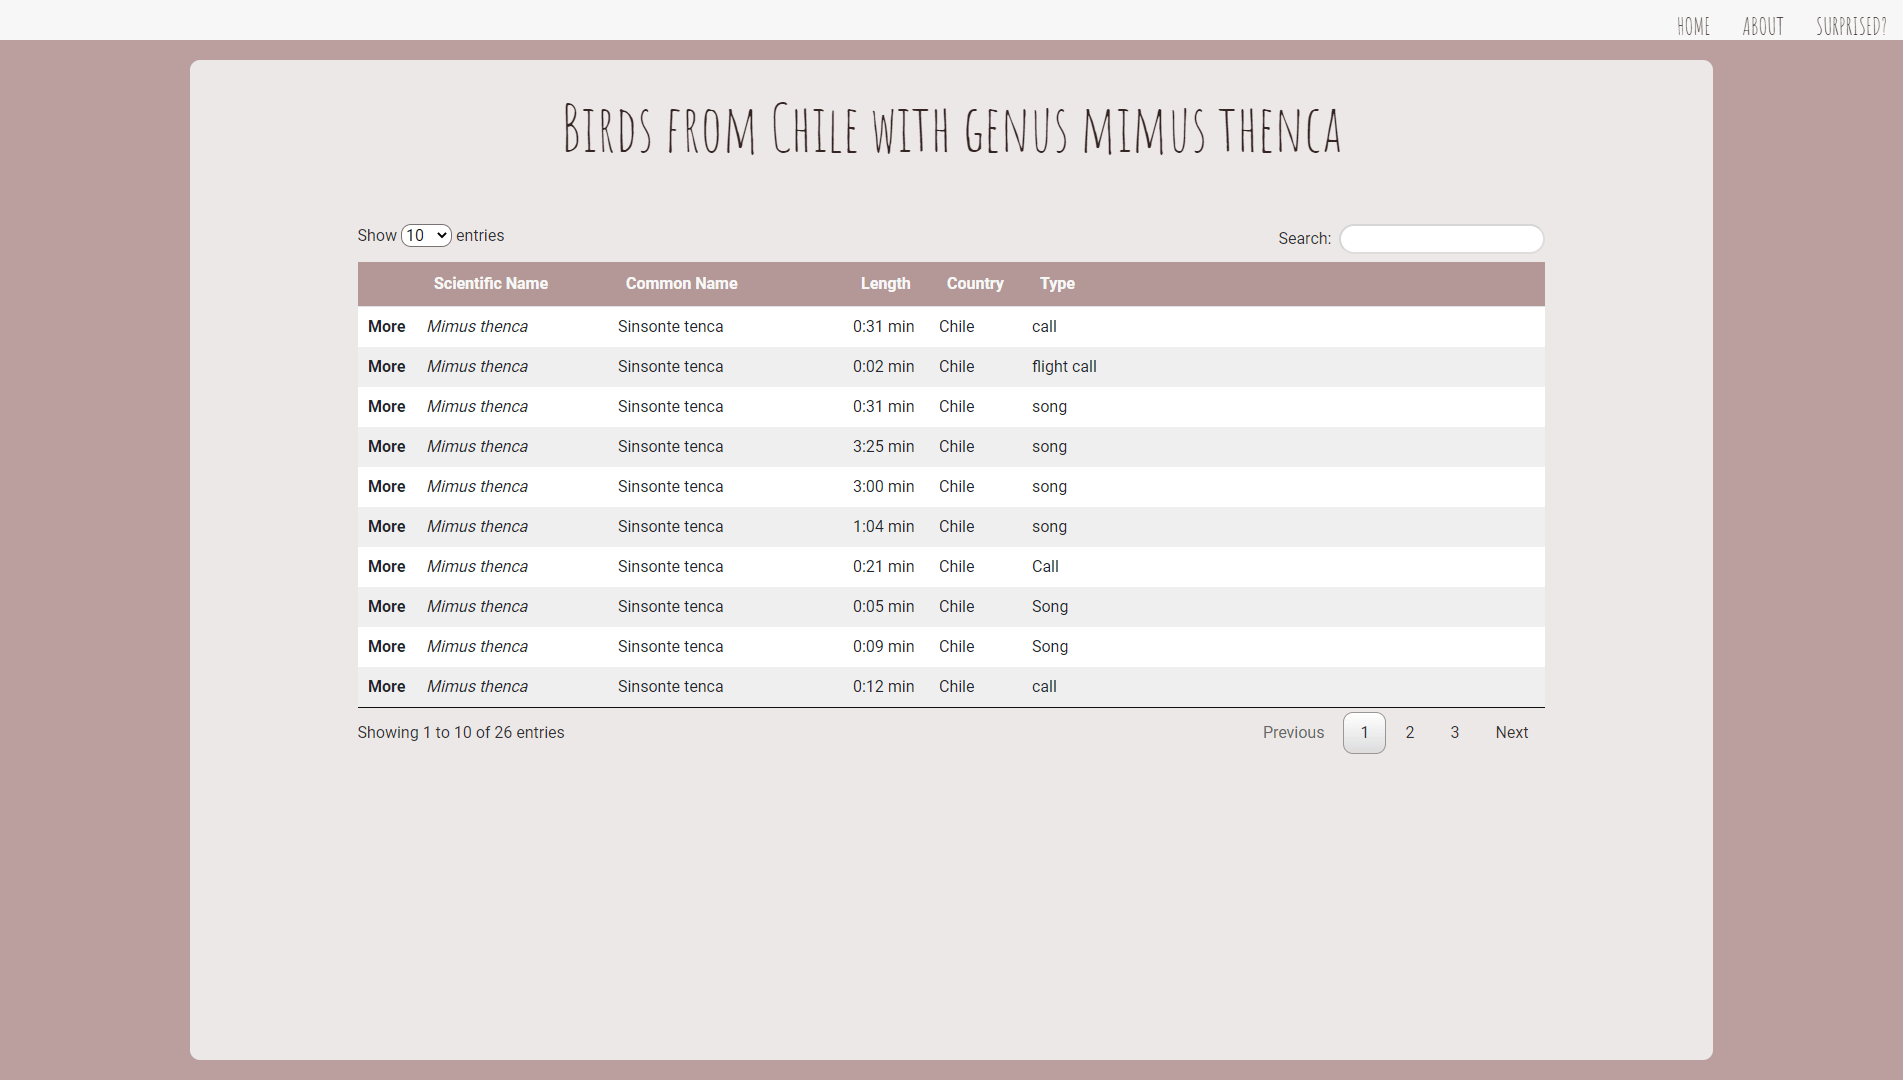 HOME ABOUT SURPRISED?
Birds from Chile with genus mimus thenca
Show 10 entries Search:
Scientific Name Common Name Length Country Type
More Mimus thenca Sinsonte tenca 0:31 min Chile call
More Mimus thenca Sinsonte tenca 0:02 min Chile flight call
More Mimus thenca Sinsonte tenca 0:31 min Chile song
More Mimus thenca Sinsonte tenca 3:25 min Chile song
More Mimus thenca Sinsonte tenca 3:00 min Chile song
More Mimus thenca Sinsonte tenca 1:04 min Chile song
More Mimus thenca Sinsonte tenca 0:21 min Chile Call
More Mimus thenca Sinsonte tenca 0:05 min Chile Song
More Mimus thenca Sinsonte tenca 0:09 min Chile Song
More Mimus thenca Sinsonte tenca 0:12 min Chile call
Showing 1 to 10 of 26 entries Previous 1 2 3 Next